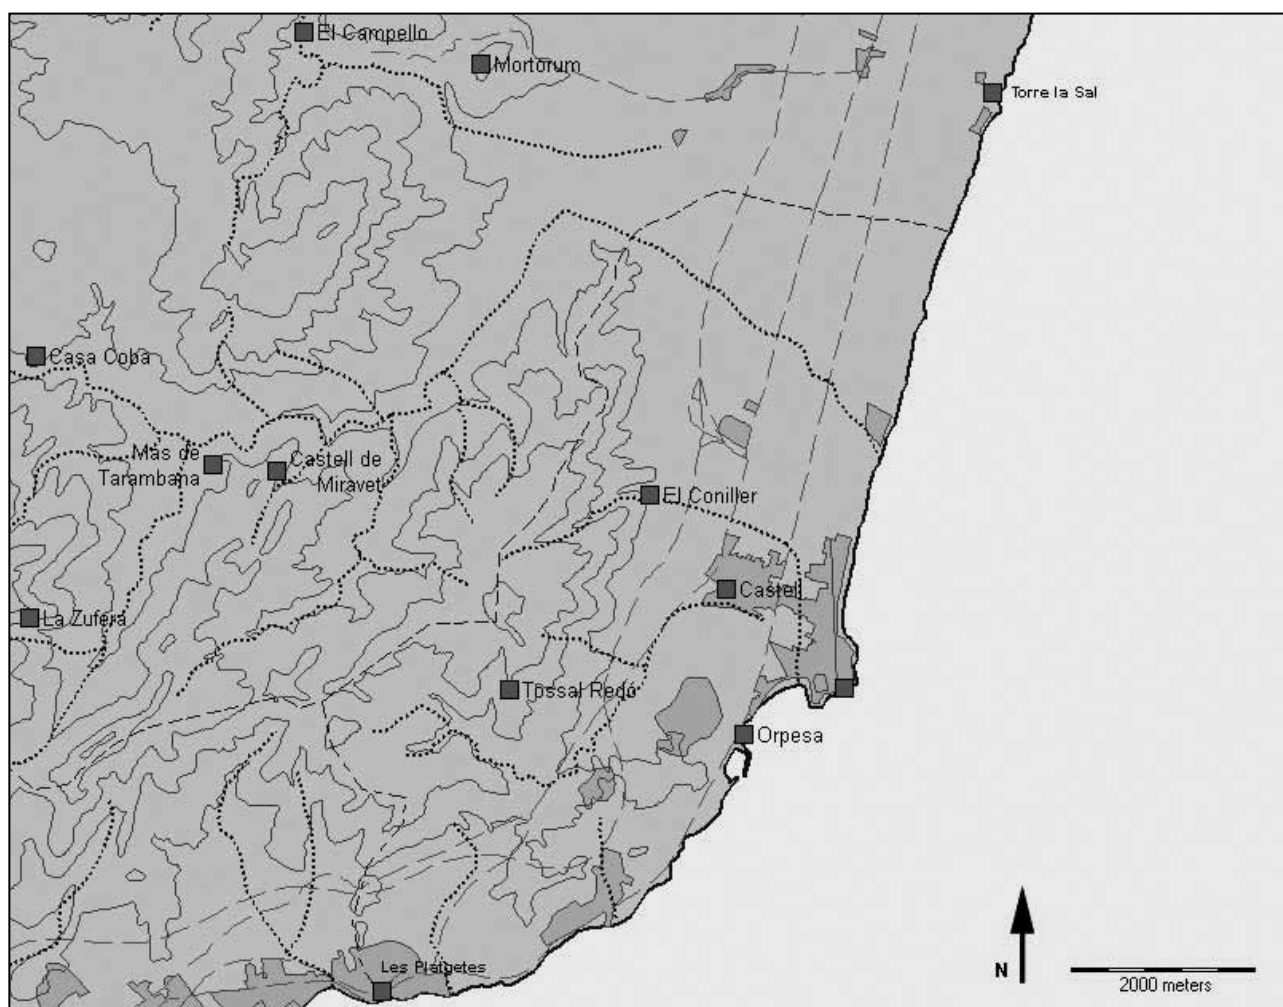 El Campello
Mortorum
Torre la Sal
Casa Coba
Mas de
Tarambana
Castell de
Miravet
El Coniller
Castell
La Zufera
Tossal Redó
Orpesa
Les Platgetes
N
2000 meters